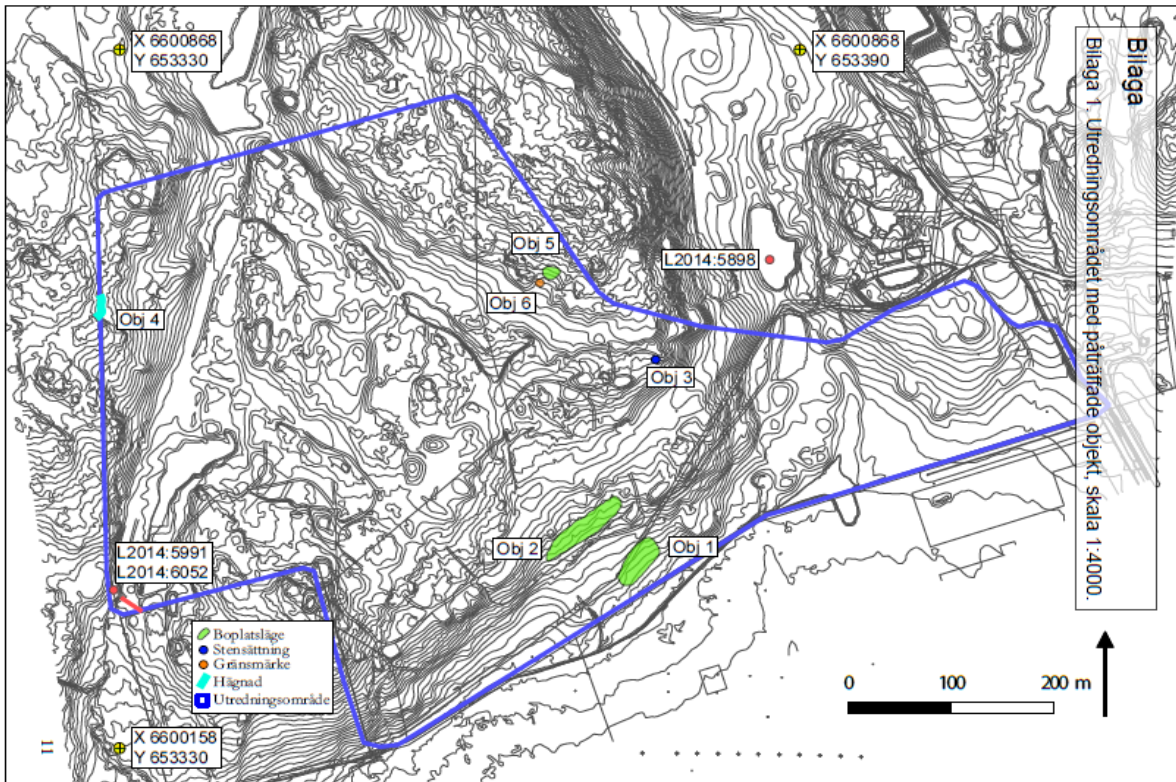 Bilaga
Bilaga 1. Utredningsområdet med påträffade objekt, skala 1:4000.
X 6600868
Y 653330
X 6600868
Y 653390
Obj 5
L2014:5898
Obj 6
Obj 4
Obj 3
Obj 2
Obj 1
L2014:5991
L2014:6052
Boplatsläge
Stensättning
Gränsmärke
Hägnad
Utredningsområde
0 100 200 m
X 6600158
Y 653330
11